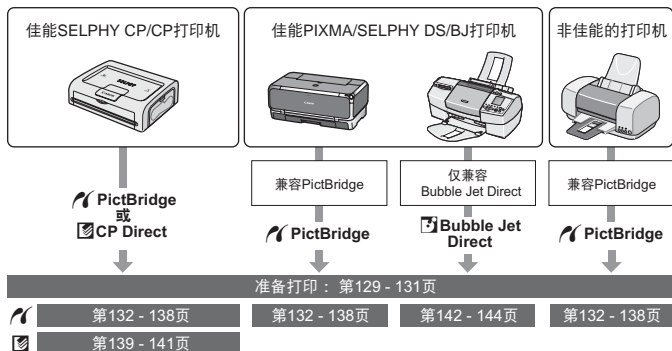 佳能SELPHY CP/CP打印机
佳能PIXMA/SELPHY DS/BJ打印机
非佳能的打印机
兼容PictBridge
仅兼容
Bubble Jet Direct
兼容PictBridge
PictBridge
或
CP Direct
PictBridge
Bubble Jet
Direct
PictBridge
准备打印： 第129 - 131页
第132 - 138页
第132 - 138页
第142 - 144页
第132 - 138页
第139 - 141页